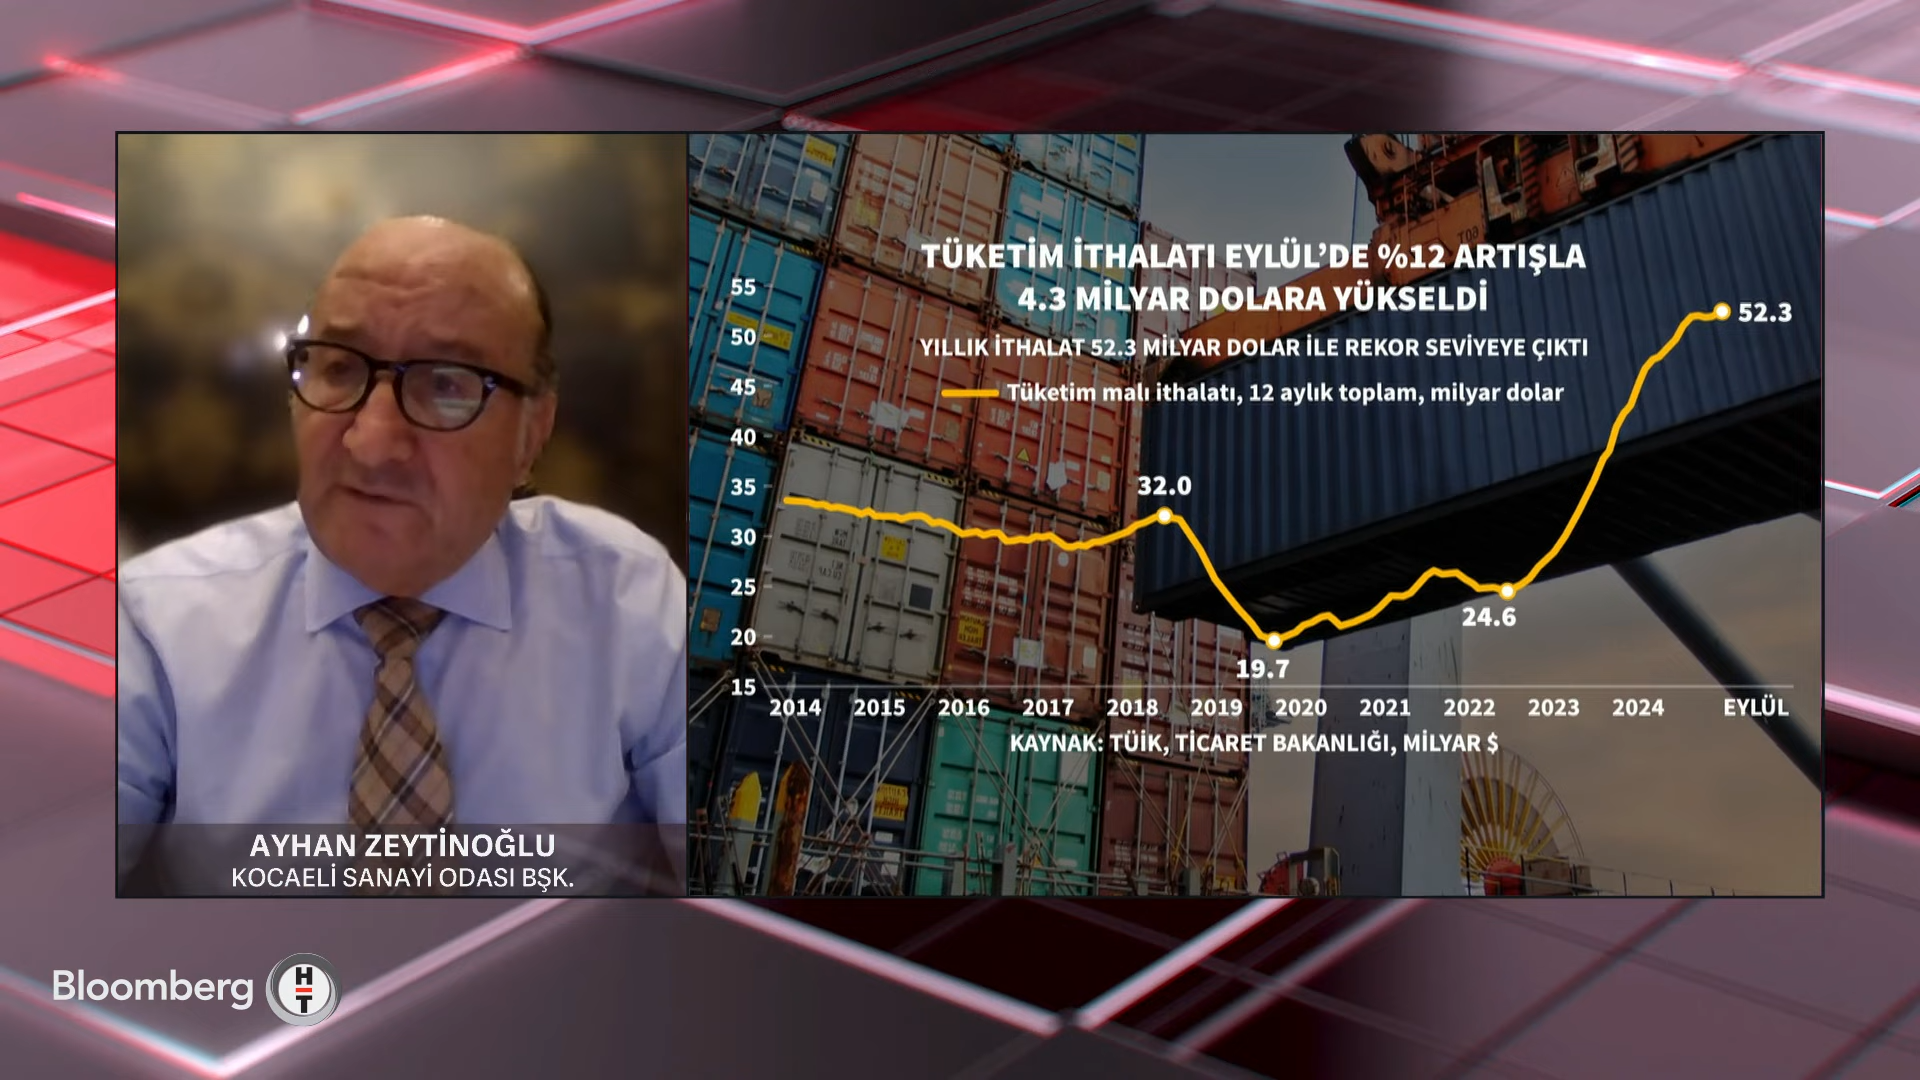 TÜKETİM İTHALATI EYLÜL’DE %12 ARTIŞLA
4.3 MİLYAR DOLARA YÜKSELDİ
YILLIK İTHALAT 52.3 MİLYAR DOLAR İLE REKOR SEVİYEYE ÇIKTI
Tüketim malı ithalatı, 12 aylık toplam, milyar dolar
55
50
45
40
35
30
25
20
15
32.0
19.7
24.6
52.3
2014 2015 2016 2017 2018 2019 2020 2021 2022 2023 2024 EYLÜL
KAYNAK: TÜİK, TİCARET BAKANLIĞI, MİLYAR $
AYHAN ZEYTİNOĞLU
KOCAELİ SANAYİ ODASI BŞK.
Bloomberg HT